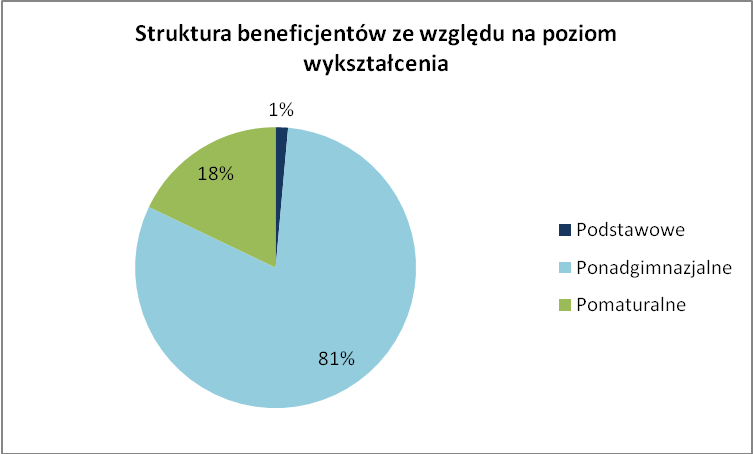 Struktura beneficjentów ze względu na poziom
wykształcenia
1%
18%
81%
Podstawowe
Ponadgimnazjalne
Pomaturalne